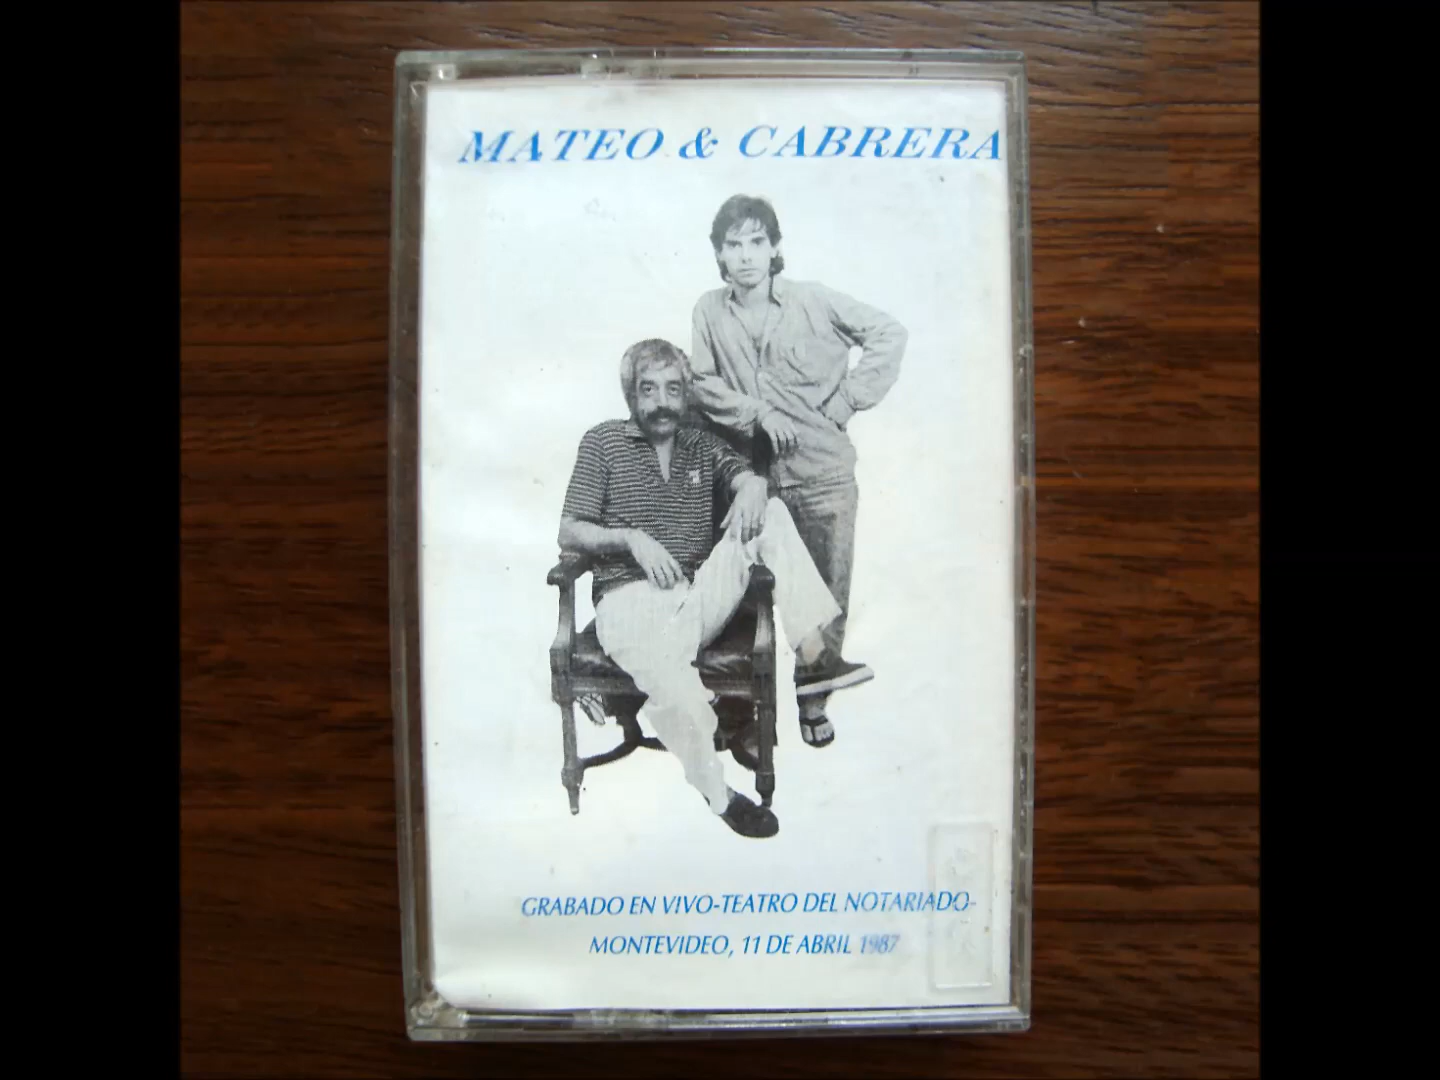 MATEO & CABRERA
GRABADO EN VIVO-TEATRO DEL NOTARIADO-
MONTEVIDEO, 11 DE ABRIL 1987